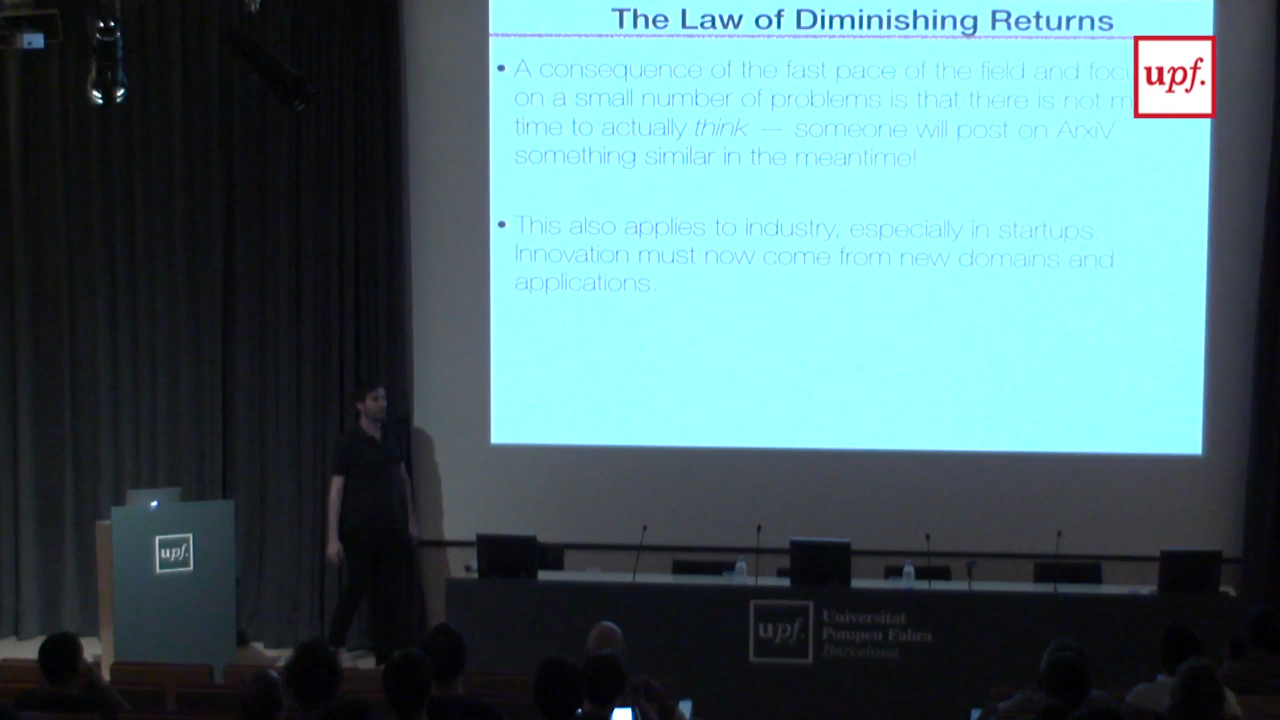 The Law of Diminishing Returns
• A consequence of the fast pace of the field and
on a small number of problems is that there is not
time to actually think — someone will post on ArxiV
something similar in the meantime!
• This also applies to industry, especially in startups.
Innovation must now come from new domains and
applications.
upf.
upf.
upf.
Universitat
Pompeu Fabra
Barcelona